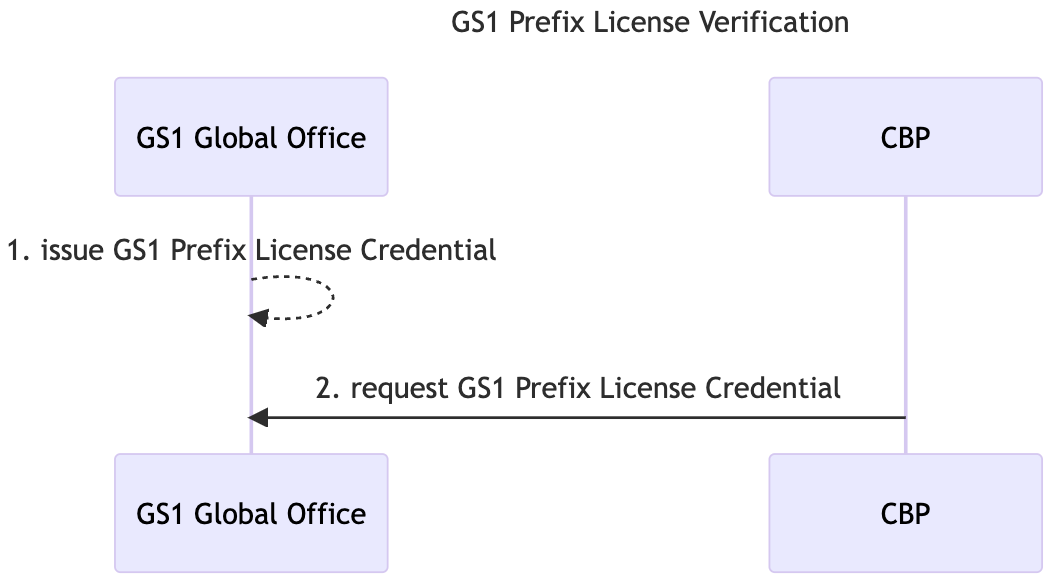 GS1 Prefix License Verification
GS1 Global Office
CBP
1. issue GS1 Prefix License Credential
2. request GS1 Prefix License Credential
GS1 Global Office
CBP